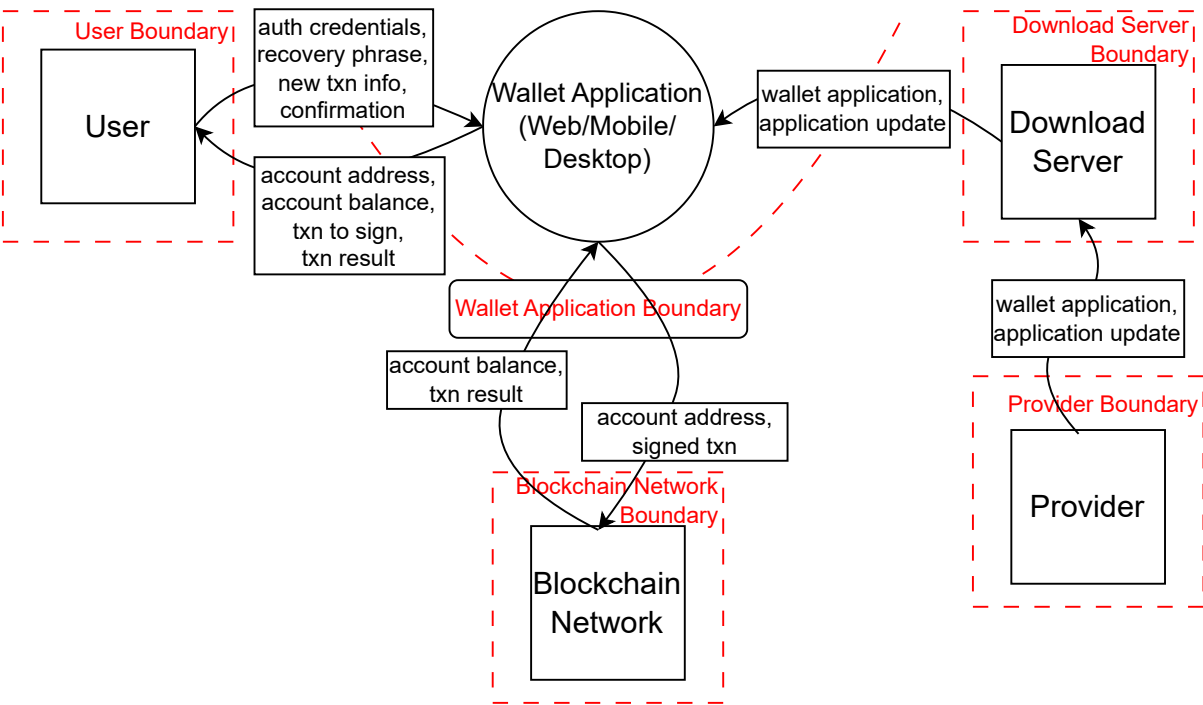 User Boundary
User
auth credentials,
recovery phrase,
new txn info,
confirmation
account address,
account balance,
txn to sign,
txn result
Wallet Application
(Web/Mobile/
Desktop)
wallet application,
application update
Download Server
Boundary
Download
Server
Wallet Application Boundary
wallet application,
application update
account balance,
txn result
account address,
signed txn
Provider Boundary
Provider
Blockchain Network
Boundary
Blockchain
Network